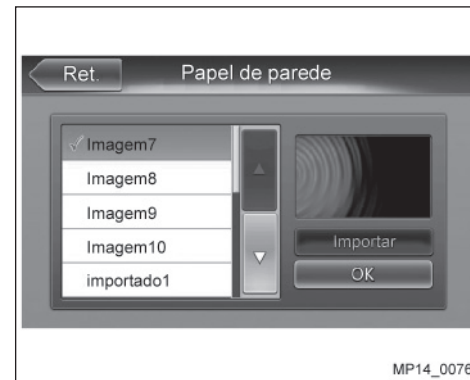 Ret. Papel de parede
Imagem7
Imagem8
Imagem9
Imagem10
importado1
Importar
OK
MP14_0076